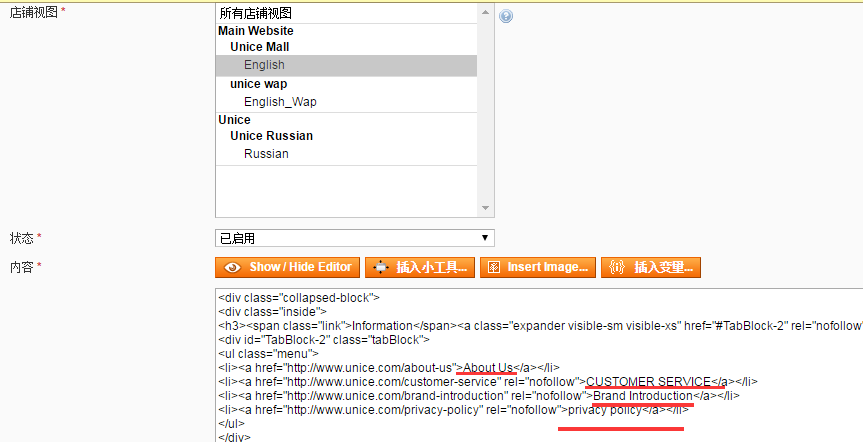 店铺视图 *
所有店铺视图
Main Website
Unice Mall
English
unice wap
English_Wap
Unice
Unice Russian
Russian
状态 *
已启用
内容 *
Show / Hide Editor 插入小工具... Insert Image... 插入变量...
<div class="collapsed-block">
<div class="inside">
<h3><span class="link">Information</span><a class="expander visible-sm visible-xs" href="#TabBlock-2" rel="nofollow"
<div id="TabBlock-2" class="tabBlock">
<ul class="menu">
<li><a href="http://www.unice.com/about-us">About Us</a></li>
<li><a href="http://www.unice.com/customer-service" rel="nofollow">CUSTOMER SERVICE</a></li>
<li><a href="http://www.unice.com/brand-introduction" rel="nofollow">Brand Introduction</a></li>
<li><a href="http://www.unice.com/privacy-policy" rel="nofollow">privacy policy</a></li>
</ul>
</div>